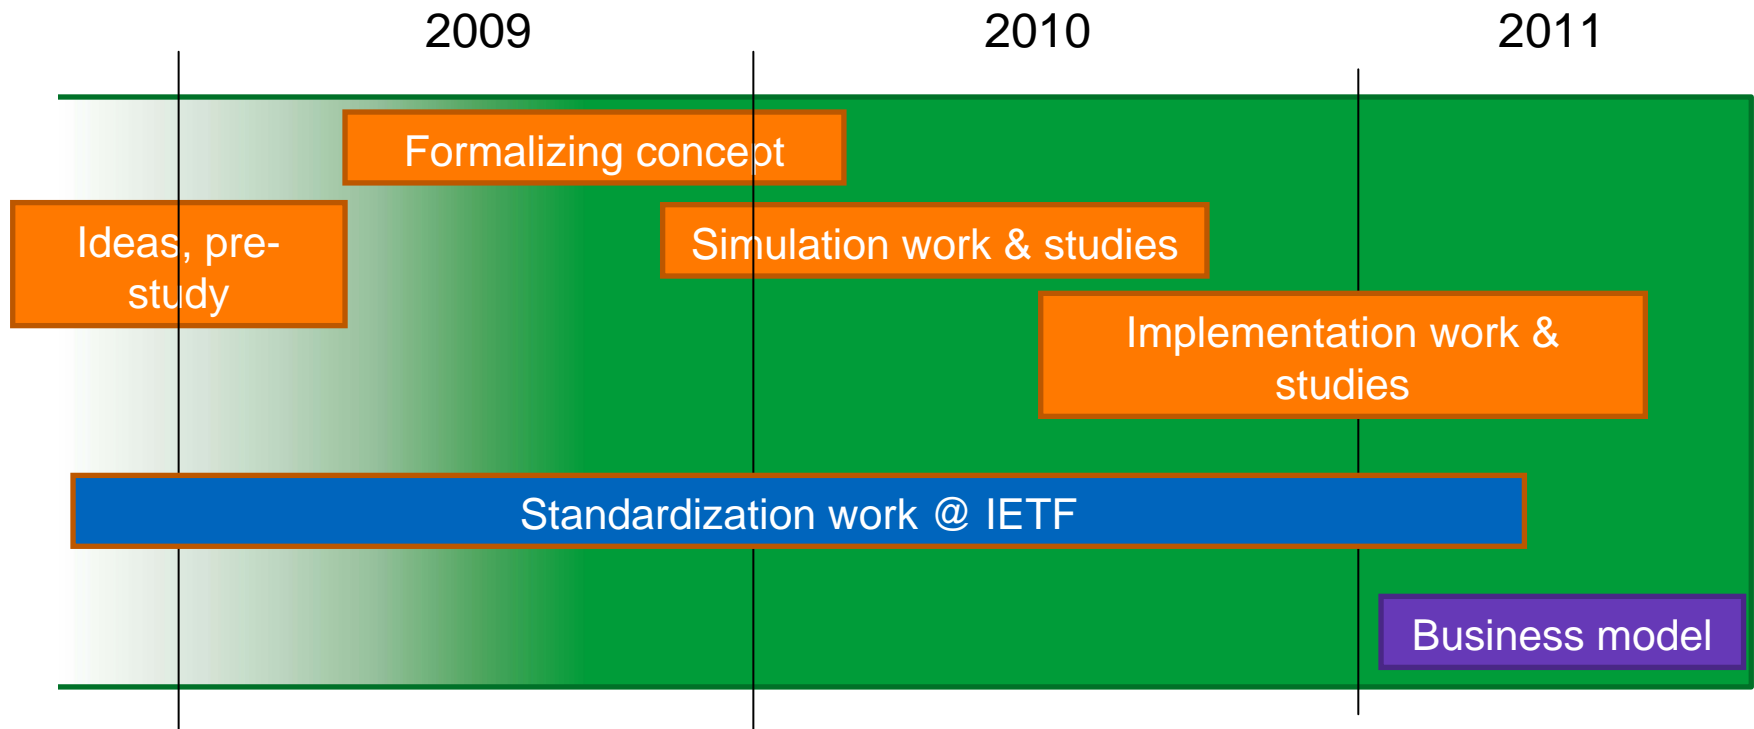 2009
2010
2011
Formalizing concept
Ideas, pre-
study
Simulation work & studies
Implementation work &
studies
Standardization work @ IETF
Business model